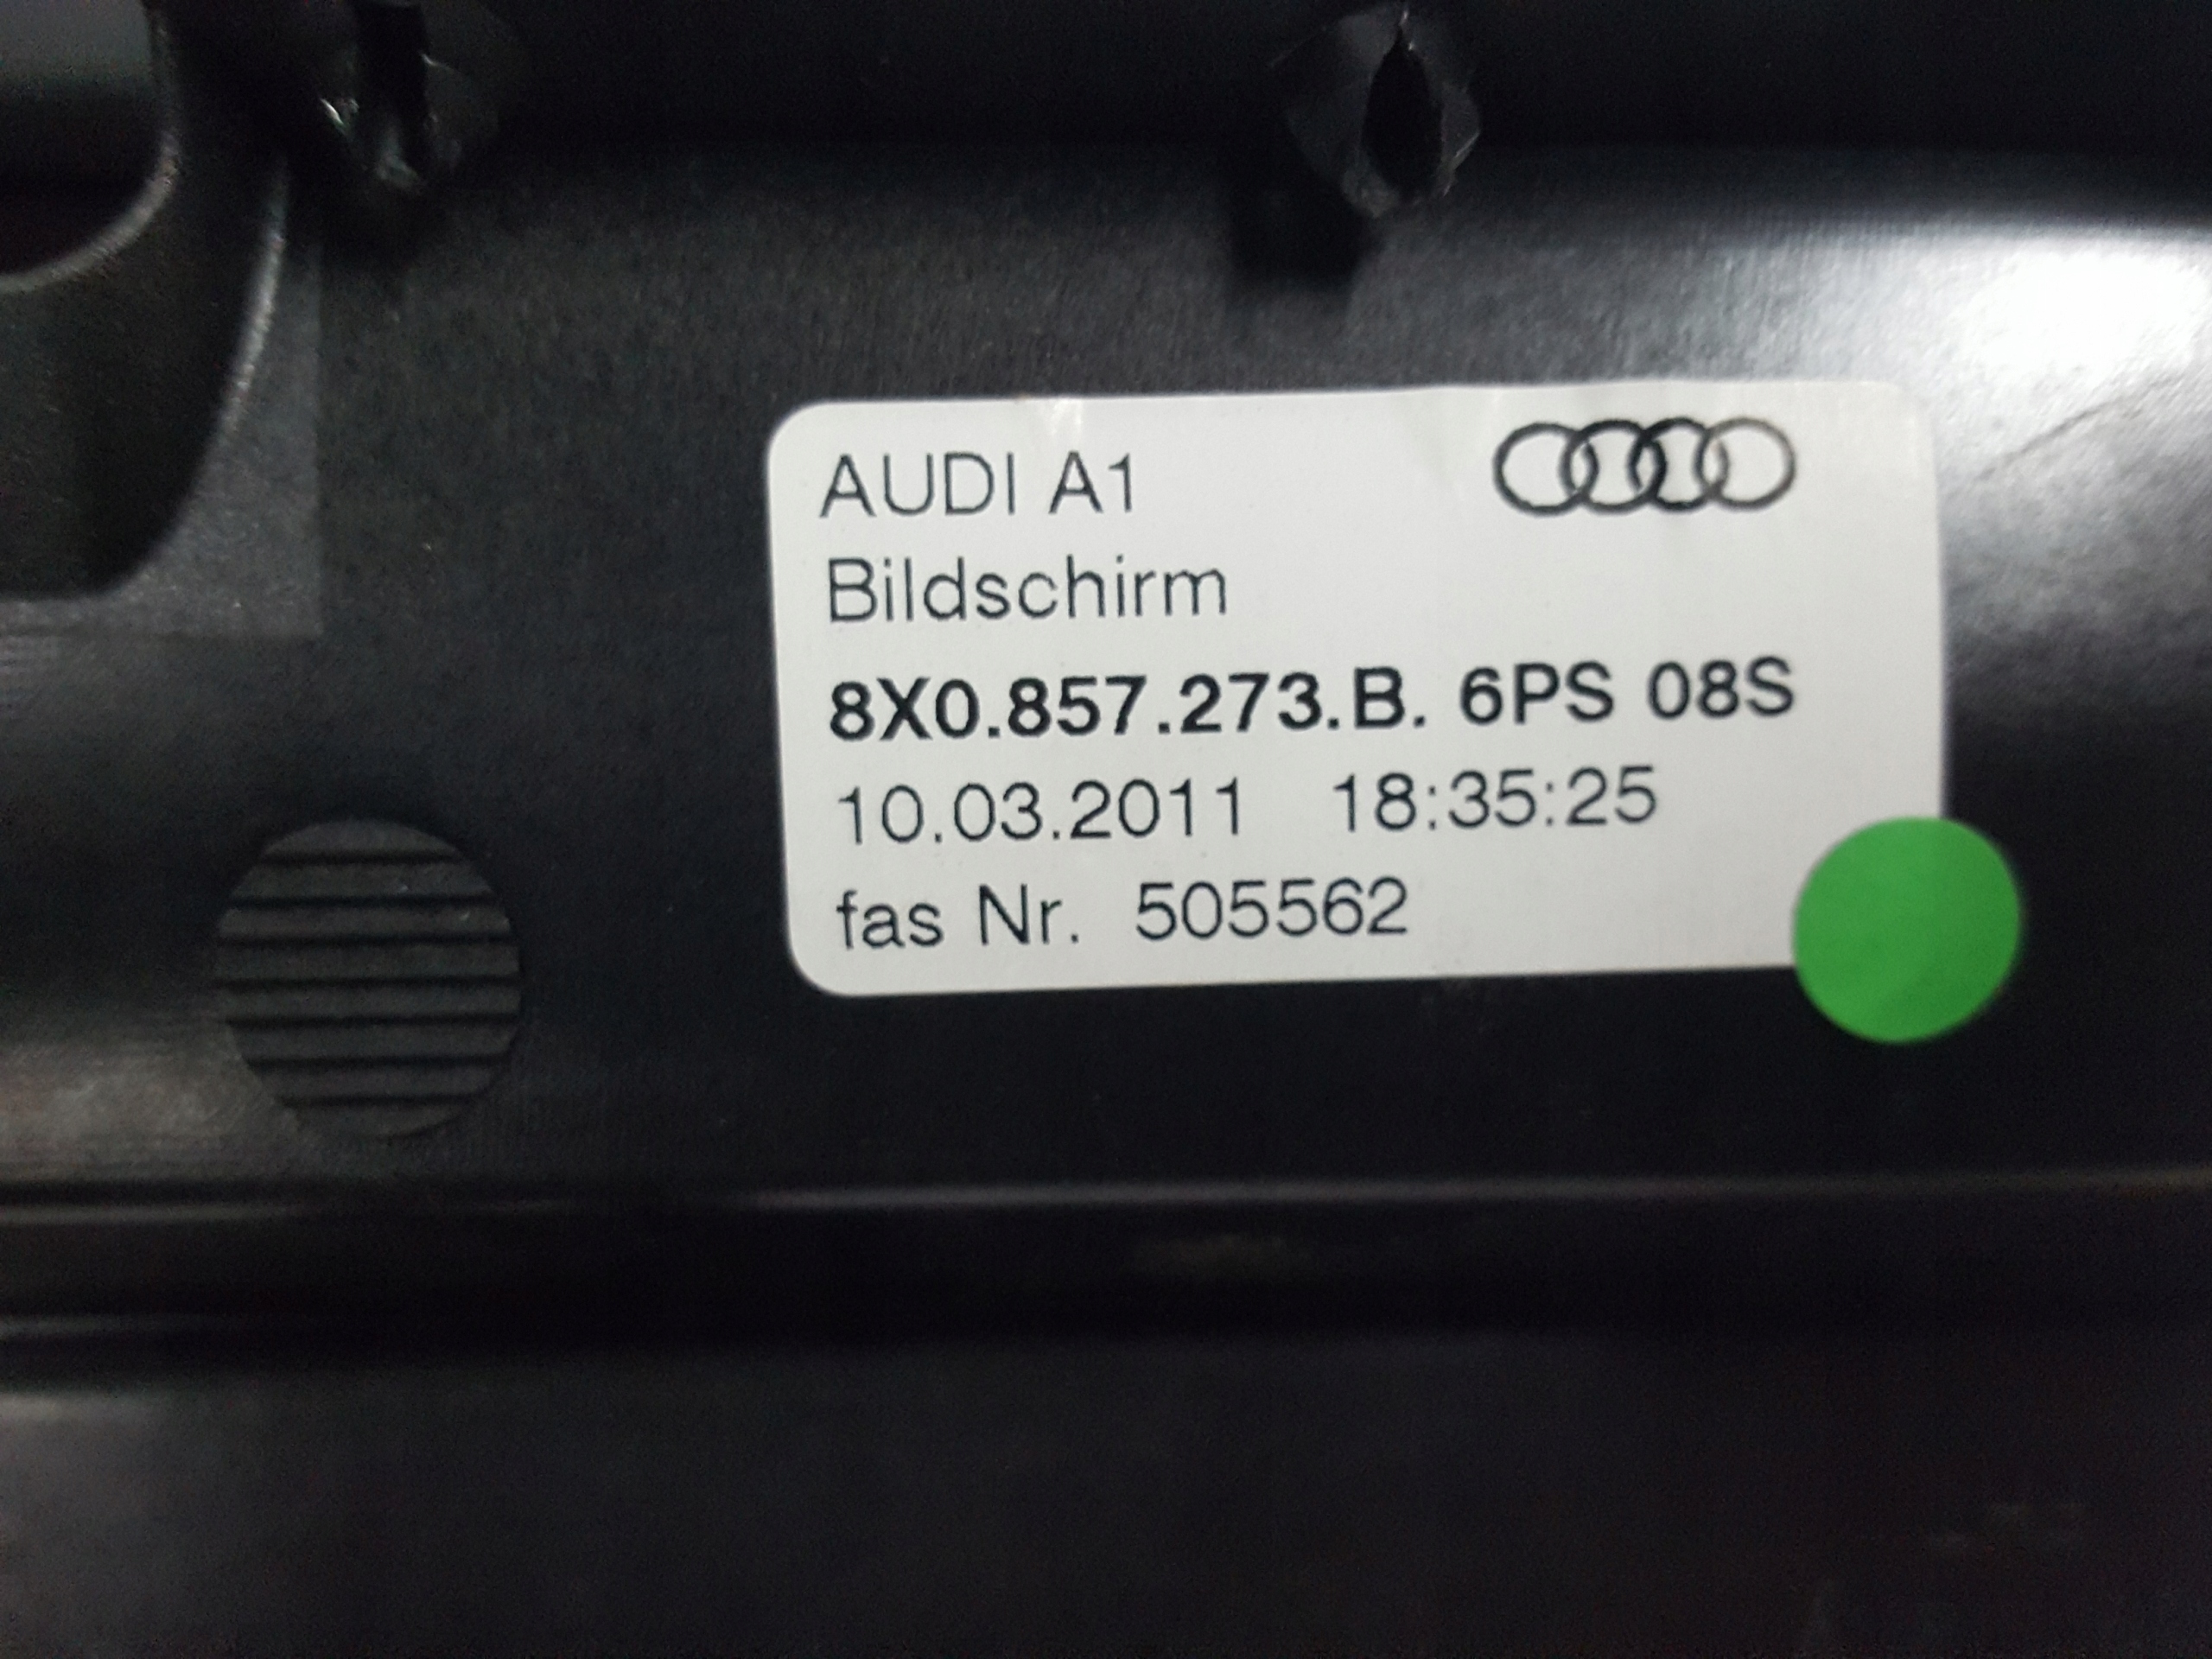 AUDI A1
Bildschirm
8X0.857.273.B. 6PS 08S
10.03.2011 18:35:25
fas Nr. 505562